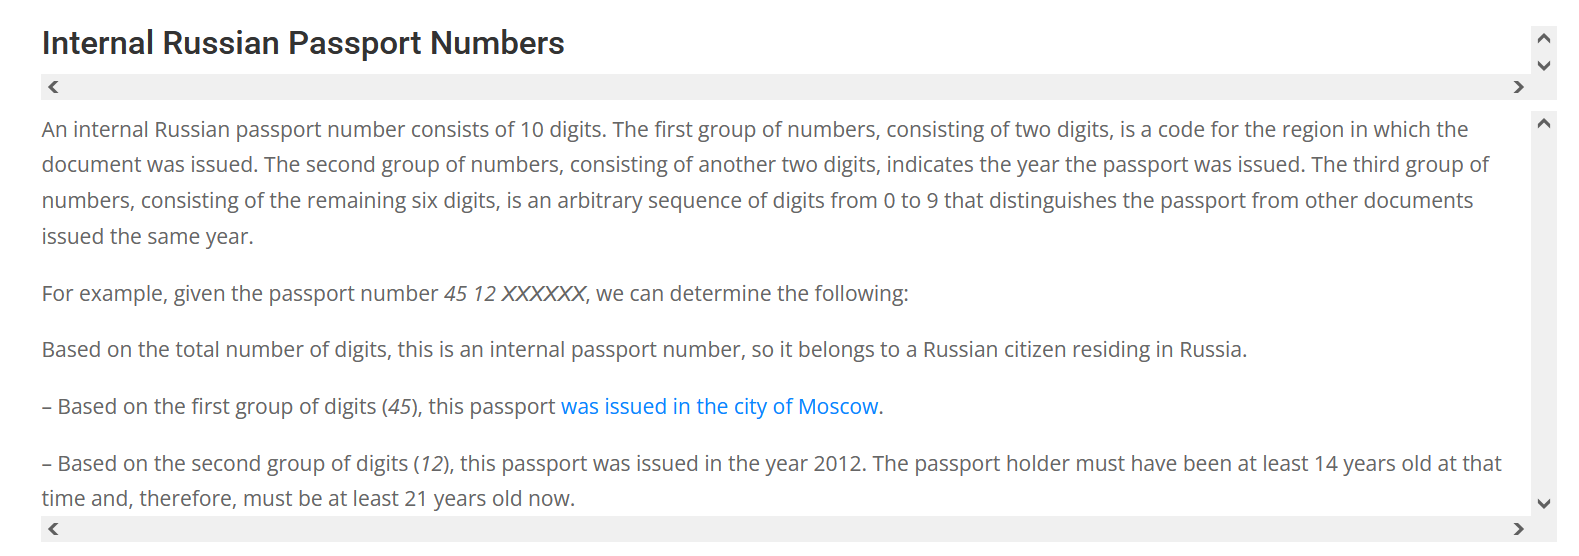 Internal Russian Passport Numbers
An internal Russian passport number consists of 10 digits. The first group of numbers, consisting of two digits, is a code for the region in which the
document was issued. The second group of numbers, consisting of another two digits, indicates the year the passport was issued. The third group of
numbers, consisting of the remaining six digits, is an arbitrary sequence of digits from 0 to 9 that distinguishes the passport from other documents
issued the same year.
For example, given the passport number 45 12 XXXXXX, we can determine the following:
Based on the total number of digits, this is an internal passport number, so it belongs to a Russian citizen residing in Russia.
– Based on the first group of digits (45), this passport was issued in the city of Moscow.
– Based on the second group of digits (12), this passport was issued in the year 2012. The passport holder must have been at least 14 years old at that
time and, therefore, must be at least 21 years old now.